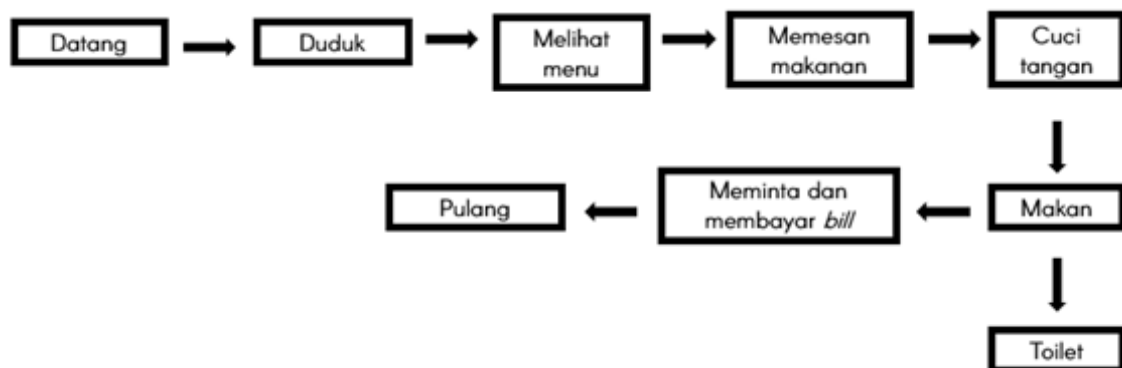 Datang
Duduk
Melihat
menu
Memesan
makanan
Cuci
tangan
Makan
Meminta dan
membayar bill
Pulang
Toilet